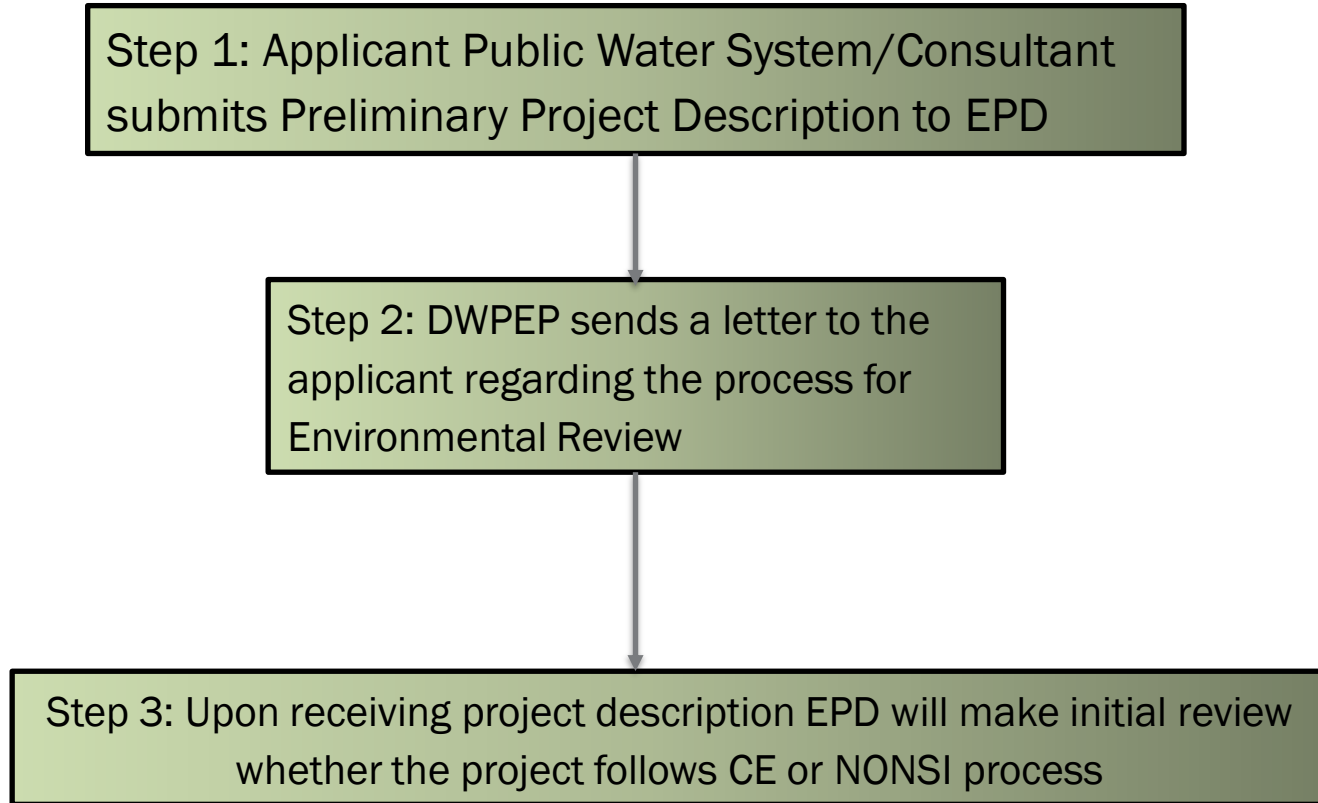 Step 1: Applicant Public Water System/Consultant
submits Preliminary Project Description to EPD
Step 2: DWPEP sends a letter to the
applicant regarding the process for
Environmental Review
Step 3: Upon receiving project description EPD will make initial review
whether the project follows CE or NONSI process